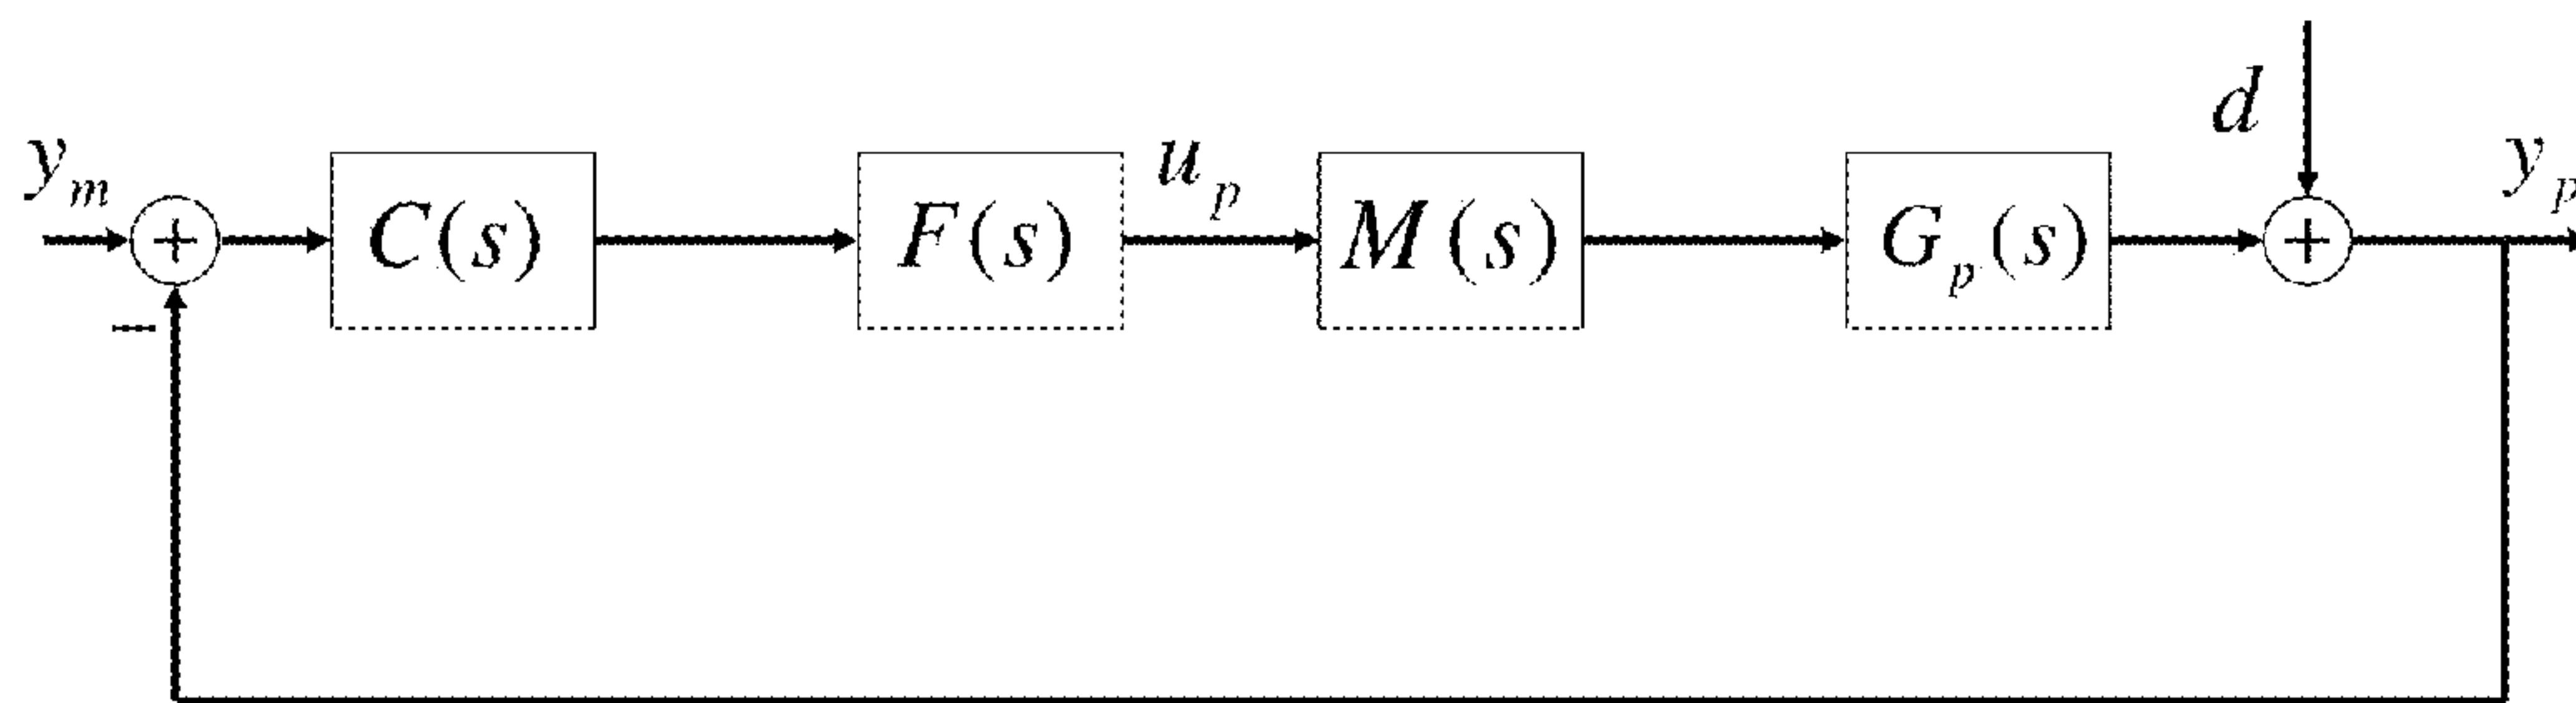 y_m
+
−
C(s)
F(s)
u_p
M(s)
G_p(s)
d
+
y_p